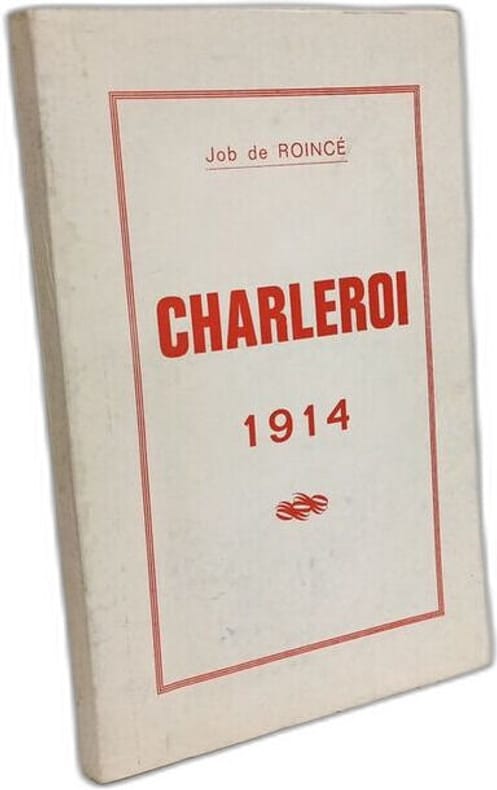 Job de ROINCÉ
CHARLEROI
1914